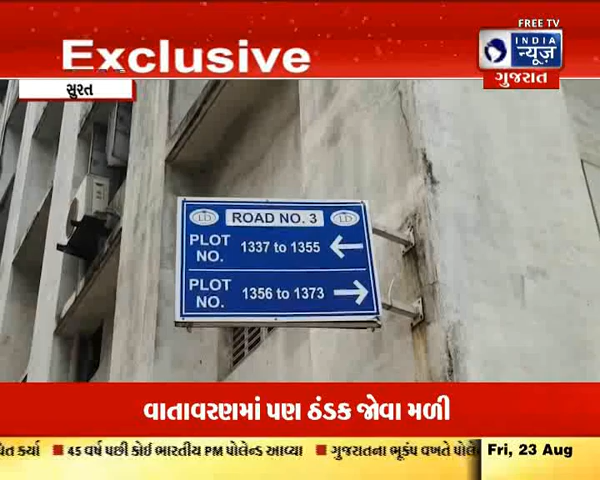 FREE TV
Exclusive
INDIA
न्यूज़
ગુજરાત
સુરત
LD ROAD NO. 3 LD
PLOT NO. 1337 to 1355 ←
PLOT NO. 1356 to 1373 →
વાતાવરણમાં પણ ઠંડક જોવા મળી
કર્યા ■ 45 વર્ષ પછી કોઈ ભારતીય PM પોલેન્ડ આવ્યા ■ ગુજરાતના ભૂકંપ વખતે
Fri, 23 Aug